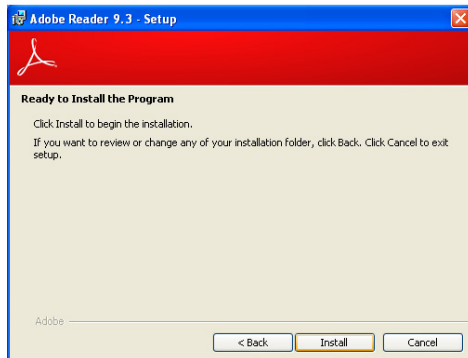 Adobe Reader 9.3 - Setup
Ready to Install the Program
Click Install to begin the installation.
If you want to review or change any of your installation folder, click Back. Click Cancel to exit
setup.
Adobe
< Back Install Cancel